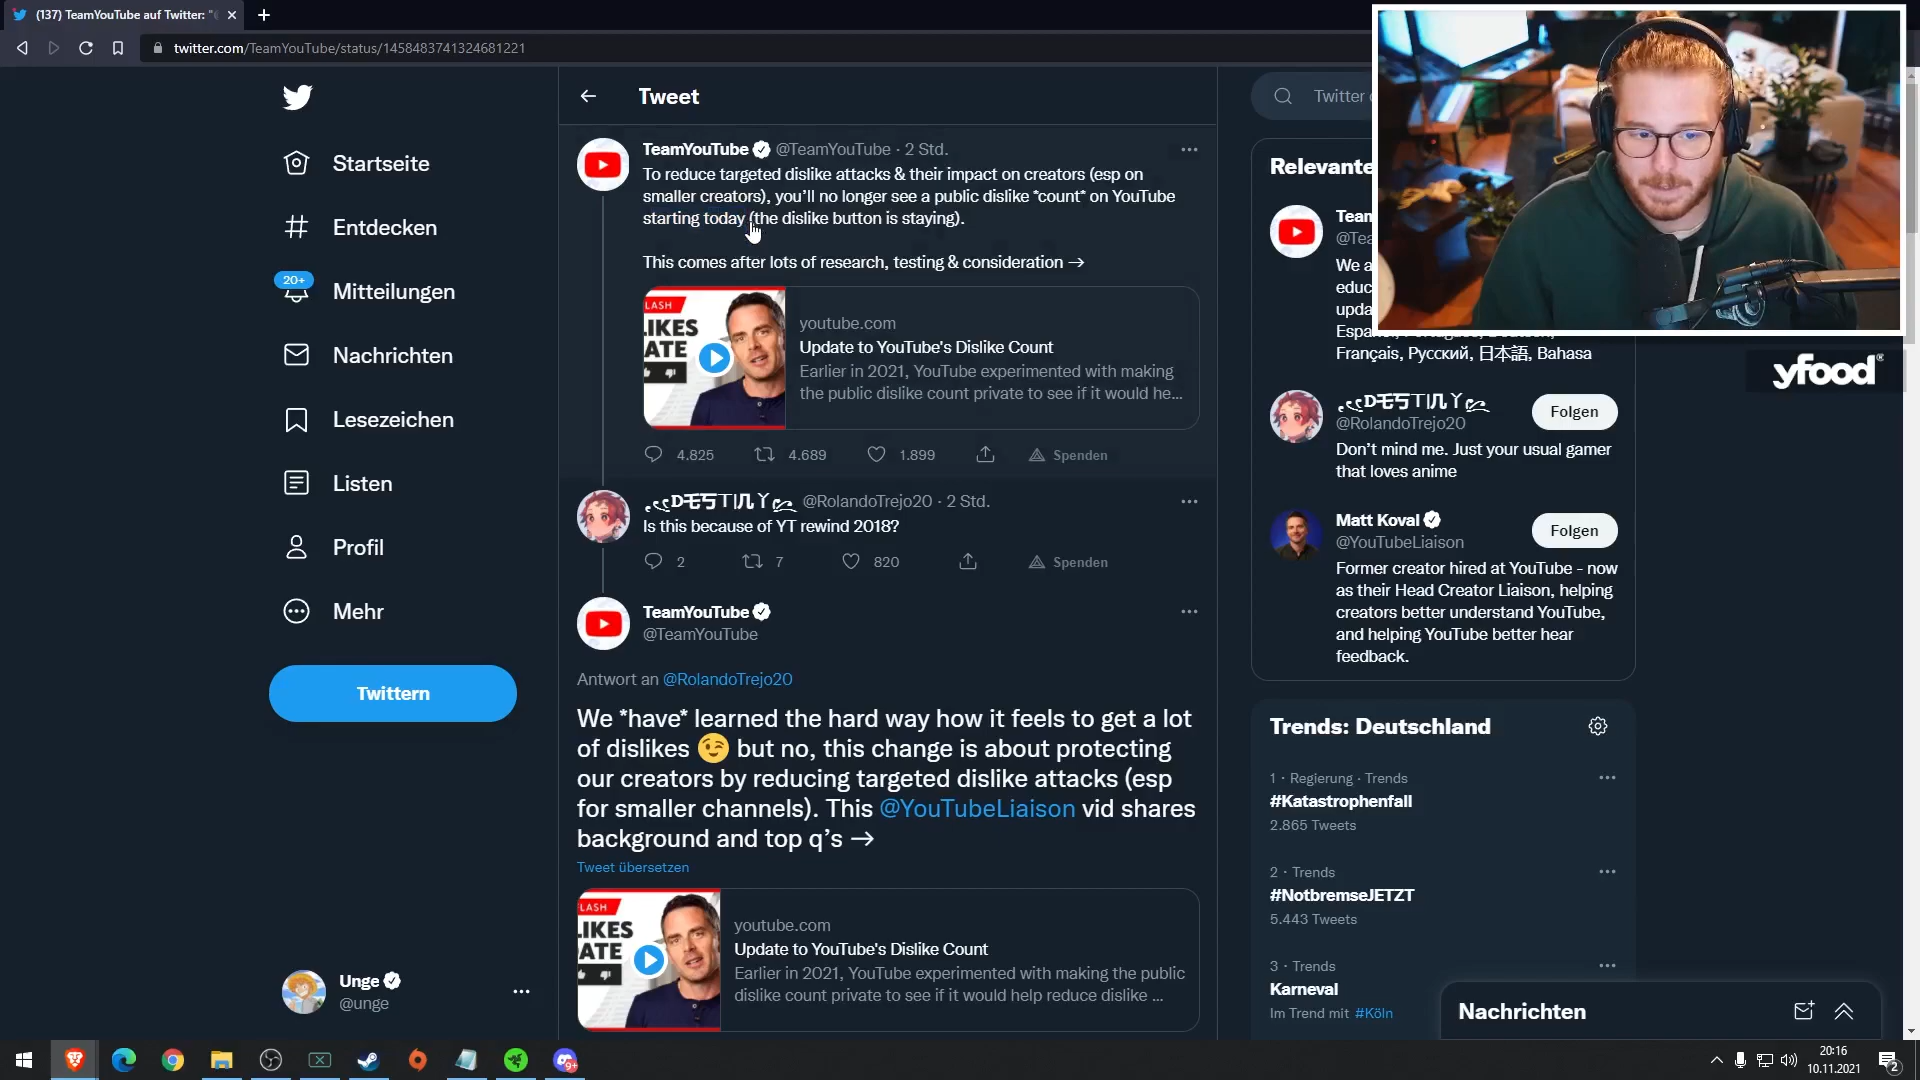 (137) TeamYouTube auf Twitter: "
twitter.com/TeamYouTube/status/1458483741324681221
Tweet
Twitter
Startseite
Entdecken
20+
Mitteilungen
Nachrichten
Lesezeichen
Listen
Profil
Mehr
Twittern
Unge
@unge
TeamYouTube @TeamYouTube · 2 Std.
To reduce targeted dislike attacks & their impact on creators (esp on
smaller creators), you'll no longer see a public dislike *count* on YouTube
starting today (the dislike button is staying).
This comes after lots of research, testing & consideration →
LASH
IKES
ATE
youtube.com
Update to YouTube's Dislike Count
Earlier in 2021, YouTube experimented with making
the public dislike count private to see if it would he...
4.825 4.689 1.899 Spenden
@RolandoTrejo20 · 2 Std.
Is this because of YT rewind 2018?
2 7 820 Spenden
TeamYouTube
@TeamYouTube
Antwort an @RolandoTrejo20
We *have* learned the hard way how it feels to get a lot
of dislikes 😉 but no, this change is about protecting
our creators by reducing targeted dislike attacks (esp
for smaller channels). This @YouTubeLiaison vid shares
background and top q's →
Tweet übersetzen
LASH
IKES
ATE
youtube.com
Update to YouTube's Dislike Count
Earlier in 2021, YouTube experimented with making the public
dislike count private to see if it would help reduce dislike ...
Relevante
Team
@Tea
We a
educ
upda
Español, Português, Deutsch,
Français, Русский, 日本語, Bahasa
yfood
@RolandoTrejo20
Folgen
Don't mind me. Just your usual gamer
that loves anime
Matt Koval
@YouTubeLiaison
Folgen
Former creator hired at YouTube - now
as their Head Creator Liaison, helping
creators better understand YouTube,
and helping YouTube better hear
feedback.
Trends: Deutschland
1 · Regierung · Trends
#Katastrophenfall
2.865 Tweets
2 · Trends
#NotbremseJETZT
5.443 Tweets
3 · Trends
Karneval
Im Trend mit #Köln
Nachrichten
9+
20:16
10.11.2021
2